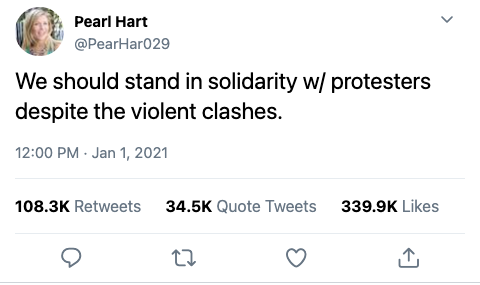 Pearl Hart
@PearHar029
We should stand in solidarity w/ protesters
despite the violent clashes.
12:00 PM · Jan 1, 2021
108.3K Retweets 34.5K Quote Tweets 339.9K Likes